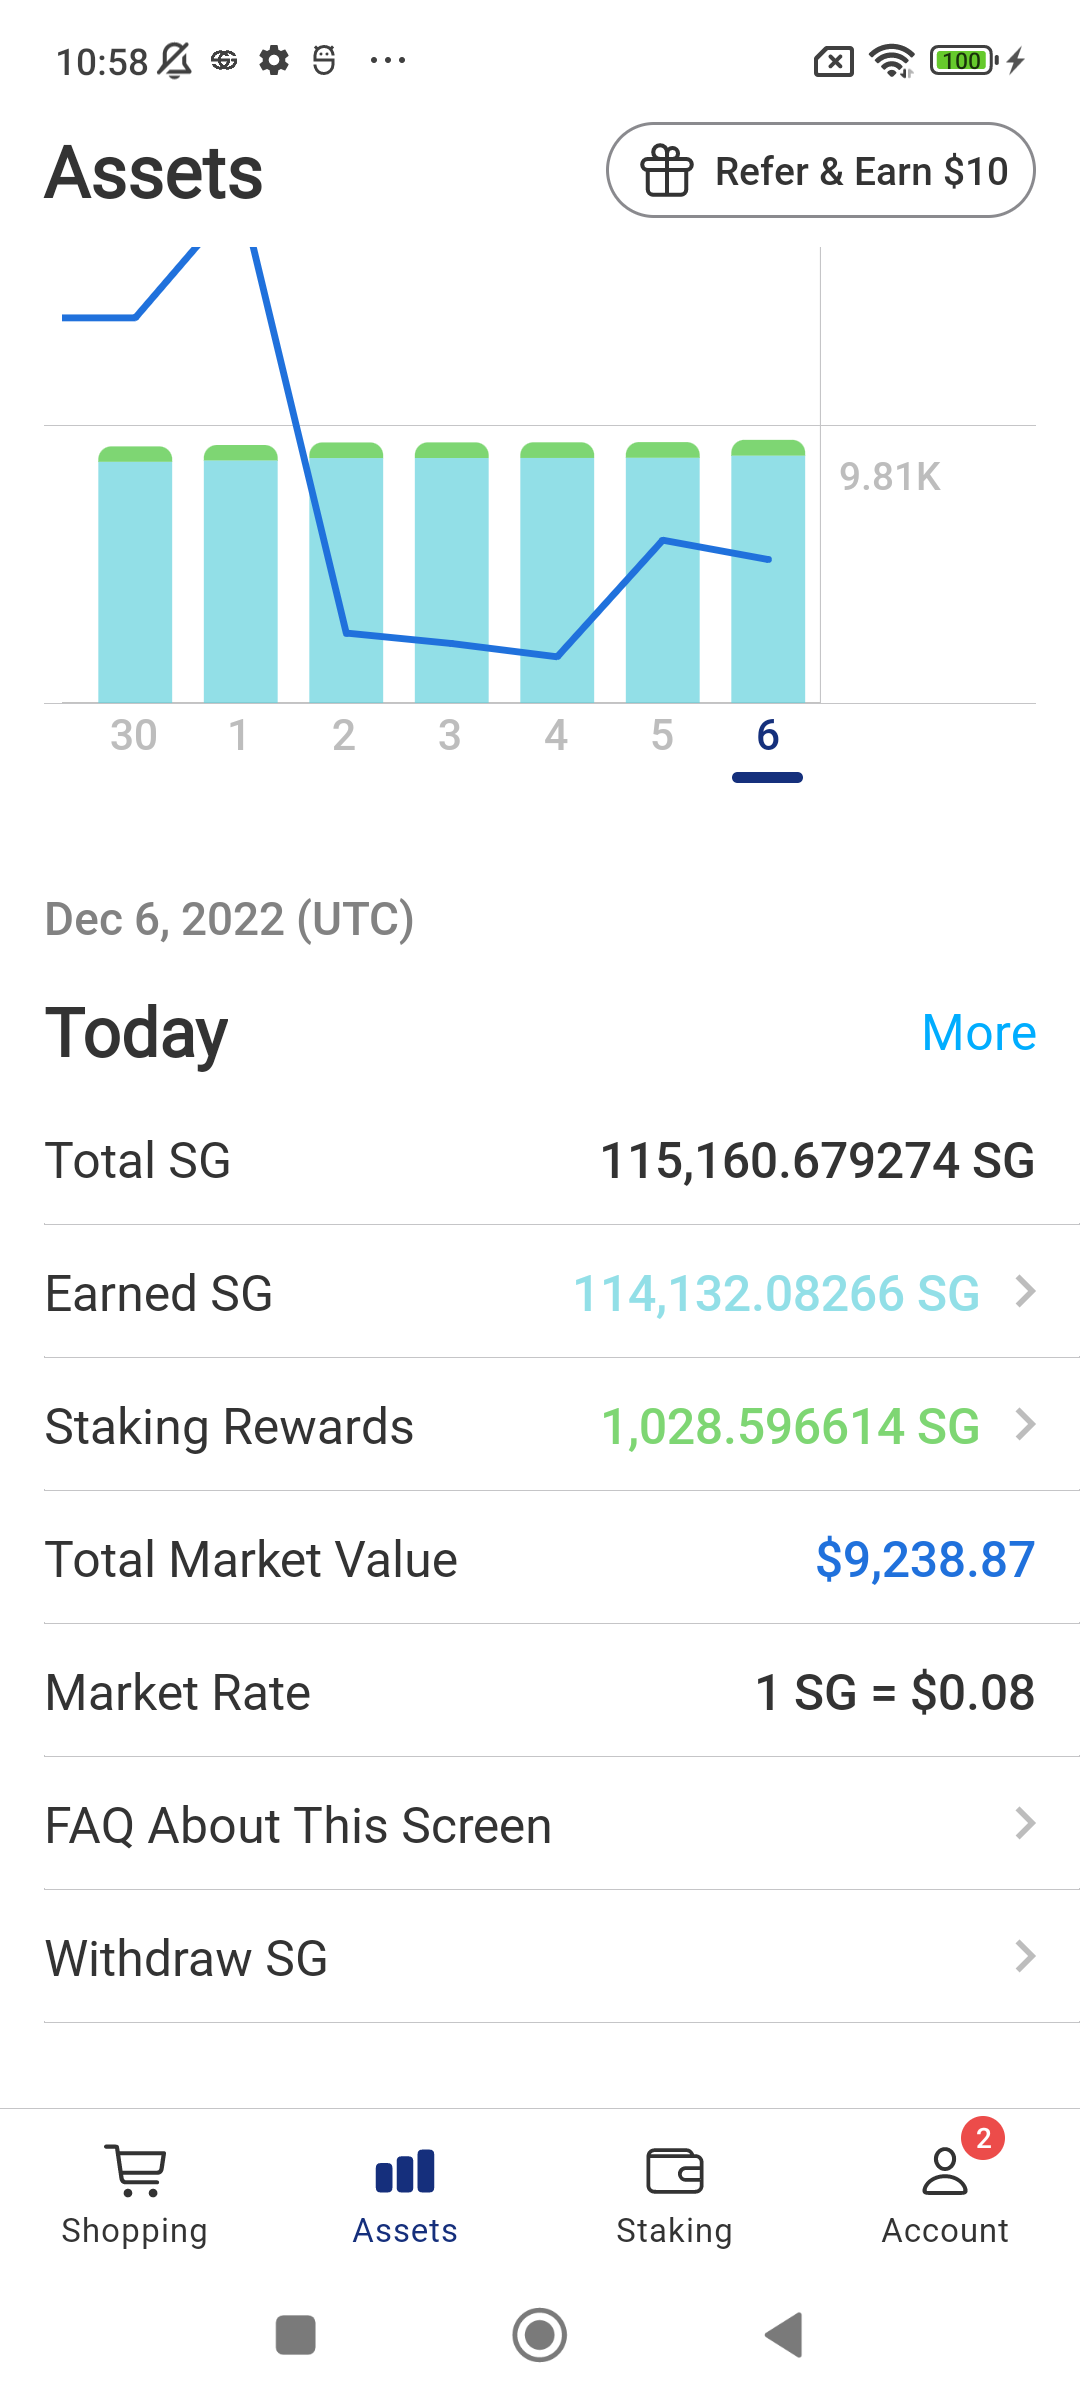 10:58
100
Assets
Refer & Earn $10
9.81K
30 1 2 3 4 5 6
Dec 6, 2022 (UTC)
Today More
Total SG 115,160.679274 SG
Earned SG 114,132.08266 SG
Staking Rewards 1,028.596614 SG
Total Market Value $9,238.87
Market Rate 1 SG = $0.08
FAQ About This Screen
Withdraw SG
2
Shopping Assets Staking Account